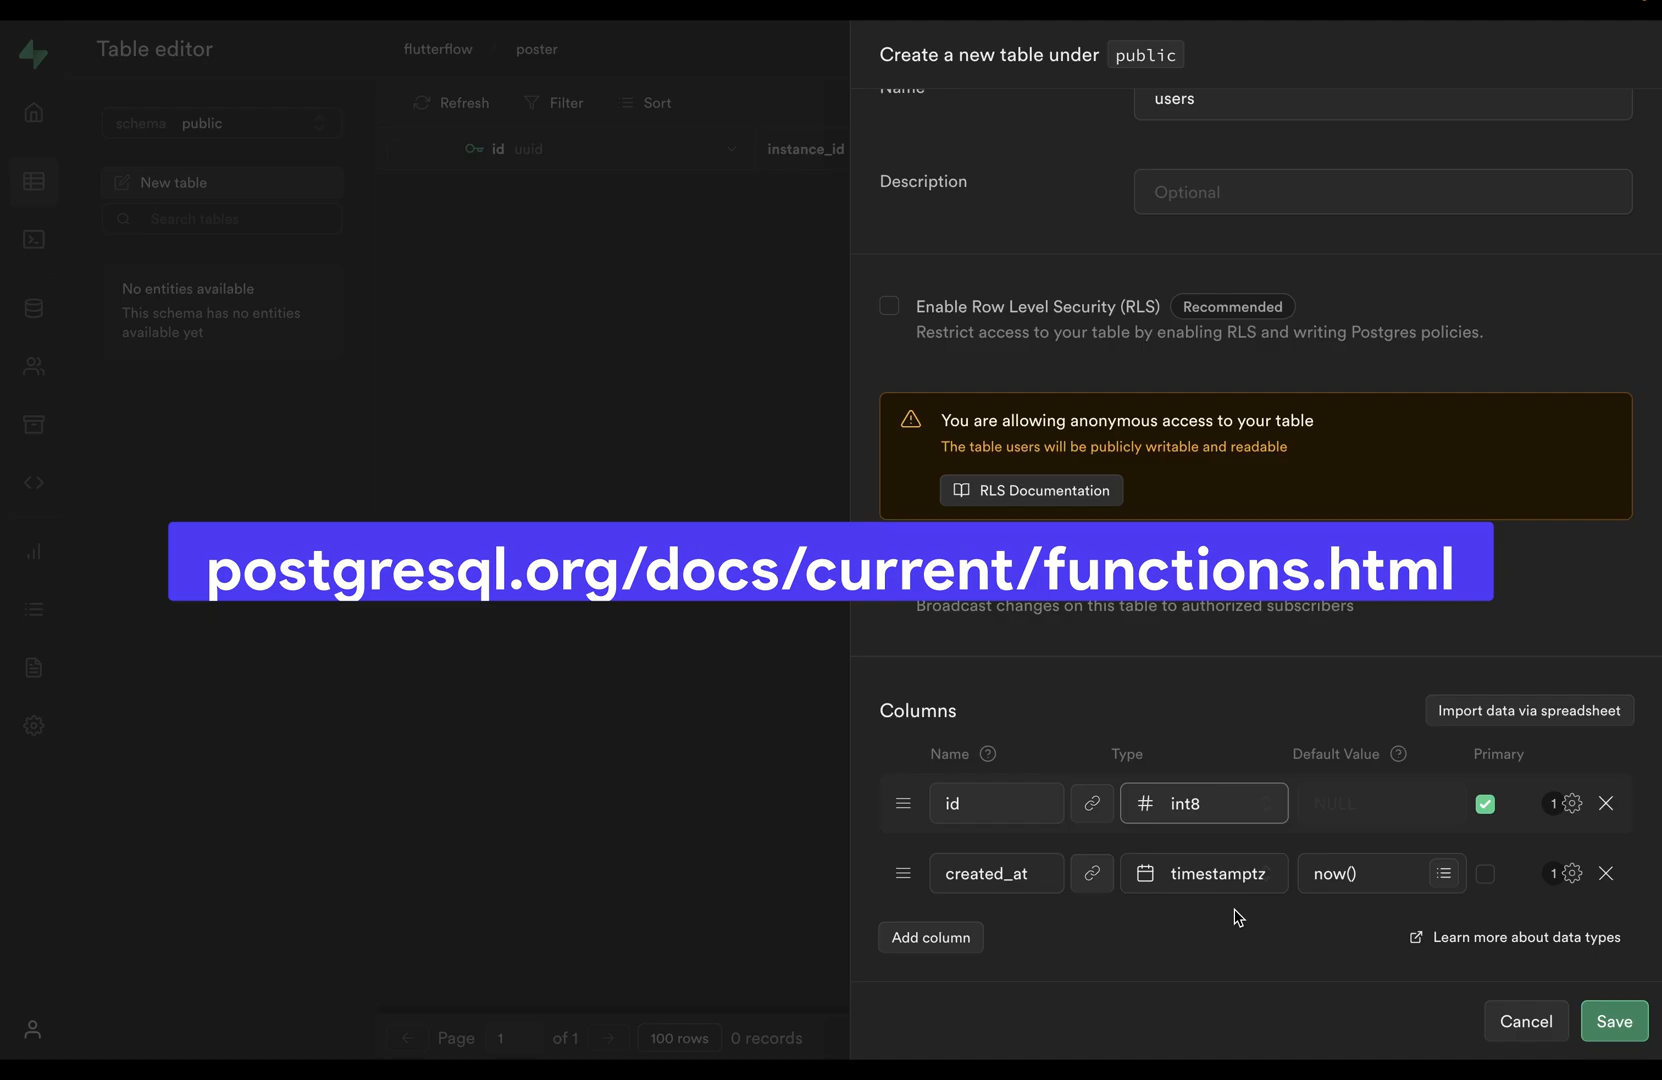 Table editor
flutterflow / poster
Create a new table under public
Refresh
Filter
Sort
Name
users
schema public
id uuid
instance_id
New table
Search tables
Description
Optional
No entities available
This schema has no entities
available yet
Enable Row Level Security (RLS) Recommended
Restrict access to your table by enabling RLS and writing Postgres policies.
You are allowing anonymous access to your table
The table users will be publicly writable and readable
RLS Documentation
postgresql.org/docs/current/functions.html
Broadcast changes on this table to authorized subscribers
Columns
Import data via spreadsheet
Name
Type
Default Value
Primary
id
# int8
NULL
1
created_at
timestamptz
now()
1
Add column
Learn more about data types
Page 1 of 1
100 rows
0 records
Cancel
Save